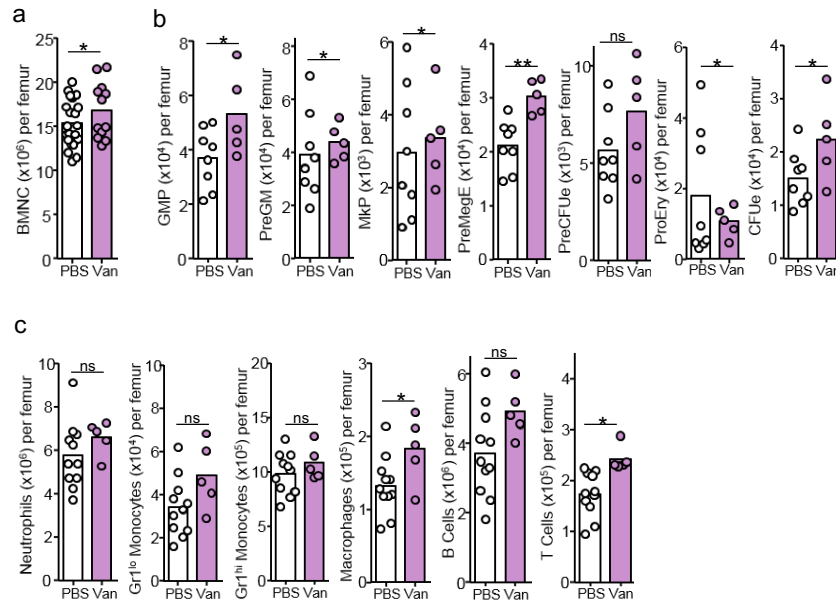 a
BMNC (x10⁶) per femur
25
20
15
10
5
0
*
PBS Van
b
GMP (x10⁴) per femur
8
6
4
2
0
*
PBS Van
PreGM (x10⁴) per femur
8
6
4
2
0
*
PBS Van
MkP (x10³) per femur
6
4
2
0
*
PBS Van
PreMegE (x10⁴) per femur
4
3
2
1
0
**
PBS Van
PreCFUe (x10³) per femur
10
5
0
ns
PBS Van
ProEry (x10⁴) per femur
6
4
2
0
*
PBS Van
CFUe (x10⁴) per femur
4
3
2
1
0
*
PBS Van
c
Neutrophils (x10⁶) per femur
10
8
6
4
2
0
ns
PBS Van
Gr1ˡᵒ Monocytes (x10⁴) per femur
10
8
6
4
2
0
ns
PBS Van
Gr1ʰⁱ Monocytes (x10⁵) per femur
20
15
10
5
0
ns
PBS Van
Macrophages (x10⁵) per femur
3
2
1
0
*
PBS Van
B Cells (x10⁶) per femur
6
4
2
0
ns
PBS Van
T Cells (x10⁵) per femur
4
3
2
1
0
*
PBS Van